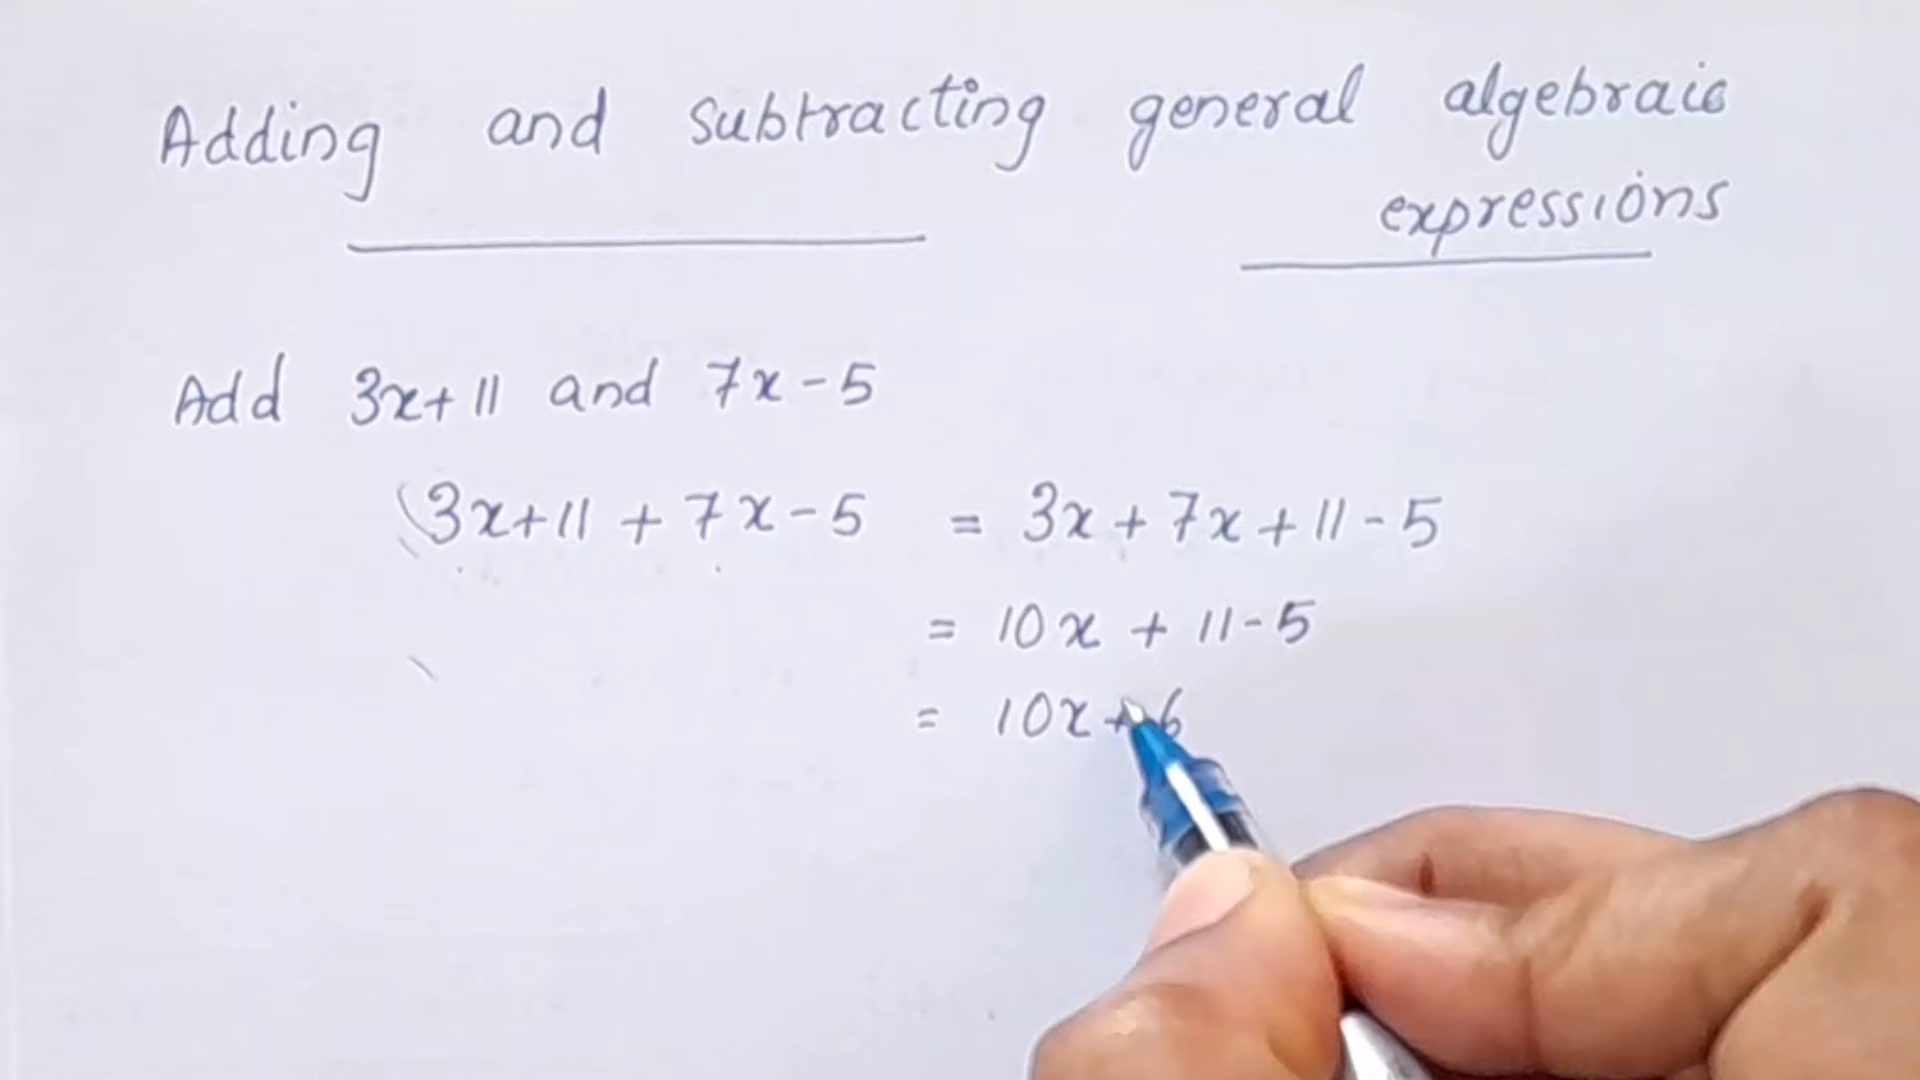 Adding and subtracting general algebraic
expressions
Add 3x+11 and 7x-5
3x+11 + 7x-5 = 3x+7x+11-5
= 10x + 11-5
= 10x+6